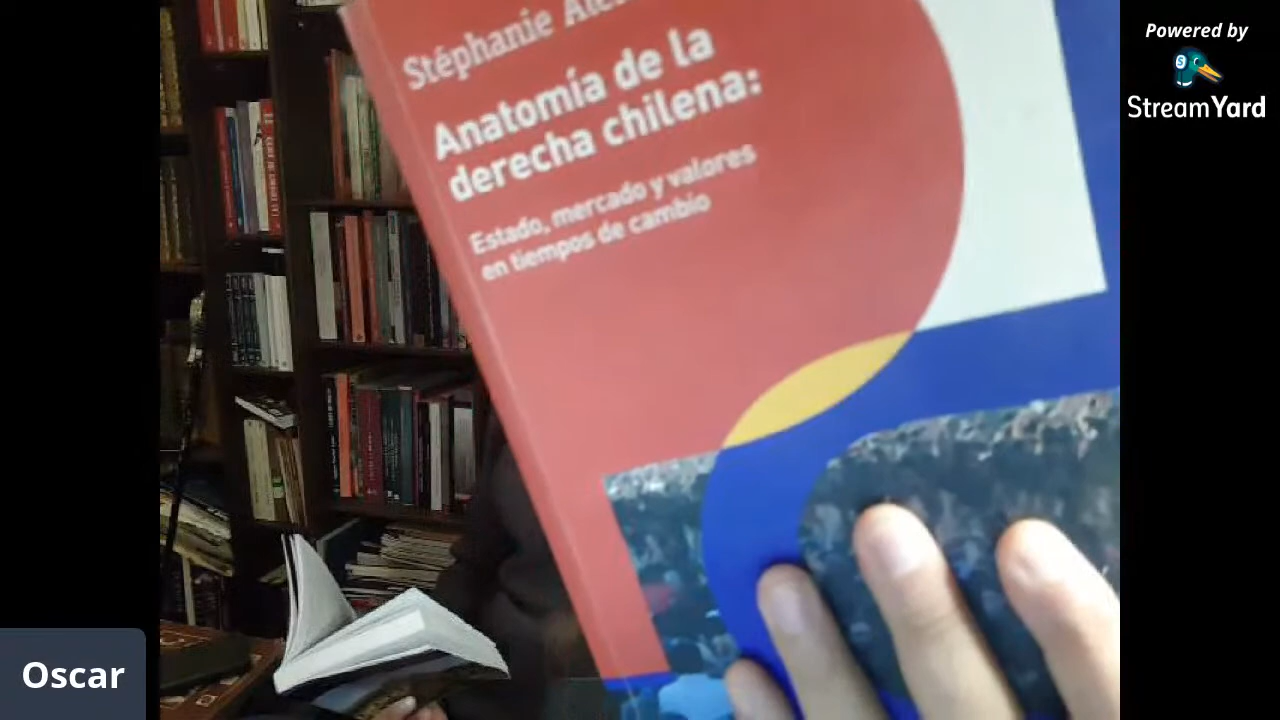 Powered by
StreamYard
Stéphanie
Anatomía de la
derecha chilena:
Estado, mercado y valores
en tiempos de cambio
Oscar